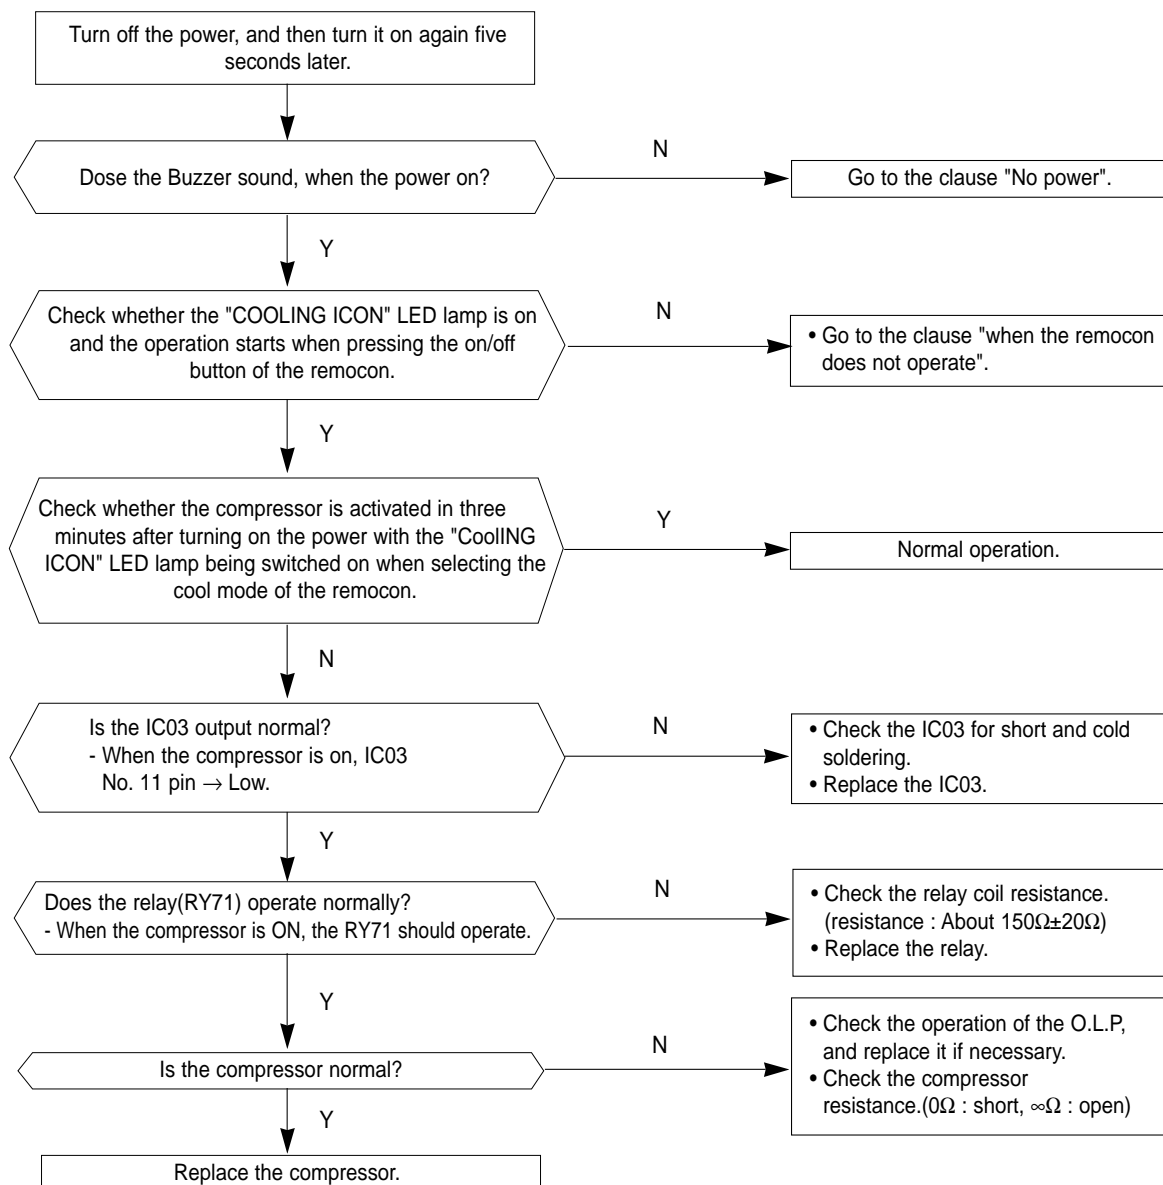 Turn off the power, and then turn it on again five
seconds later.
Dose the Buzzer sound, when the power on?
N
Go to the clause "No power".
Y
Check whether the "COOLING ICON" LED lamp is on
and the operation starts when pressing the on/off
button of the remocon.
N
• Go to the clause "when the remocon
does not operate".
Y
Check whether the compressor is activated in three
minutes after turning on the power with the "CoolING
ICON" LED lamp being switched on when selecting the
cool mode of the remocon.
Y
Normal operation.
N
Is the IC03 output normal?
- When the compressor is on, IC03
No. 11 pin → Low.
N
• Check the IC03 for short and cold
soldering.
• Replace the IC03.
Y
Does the relay(RY71) operate normally?
- When the compressor is ON, the RY71 should operate.
N
• Check the relay coil resistance.
(resistance : About 150Ω±20Ω)
• Replace the relay.
Y
Is the compressor normal?
N
• Check the operation of the O.L.P,
and replace it if necessary.
• Check the compressor
resistance.(0Ω : short, ∞Ω : open)
Y
Replace the compressor.